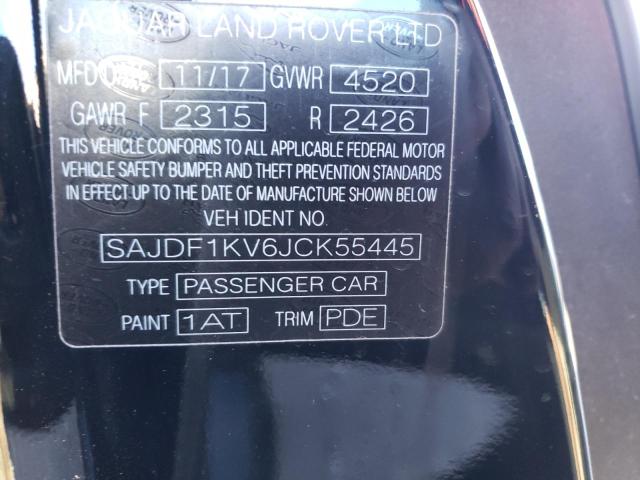 JAGUAR LAND ROVER LTD
MFDD 11/17 GVWR 4520
GAWR F 2315 R 2426
THIS VEHICLE CONFORMS TO ALL APPLICABLE FEDERAL MOTOR
VEHICLE SAFETY BUMPER AND THEFT PREVENTION STANDARDS
IN EFFECT UP TO THE DATE OF MANUFACTURE SHOWN BELOW
VEH IDENT NO.
SAJDF1KV6JCK55445
TYPE PASSENGER CAR
PAINT 1AT TRIM PDE